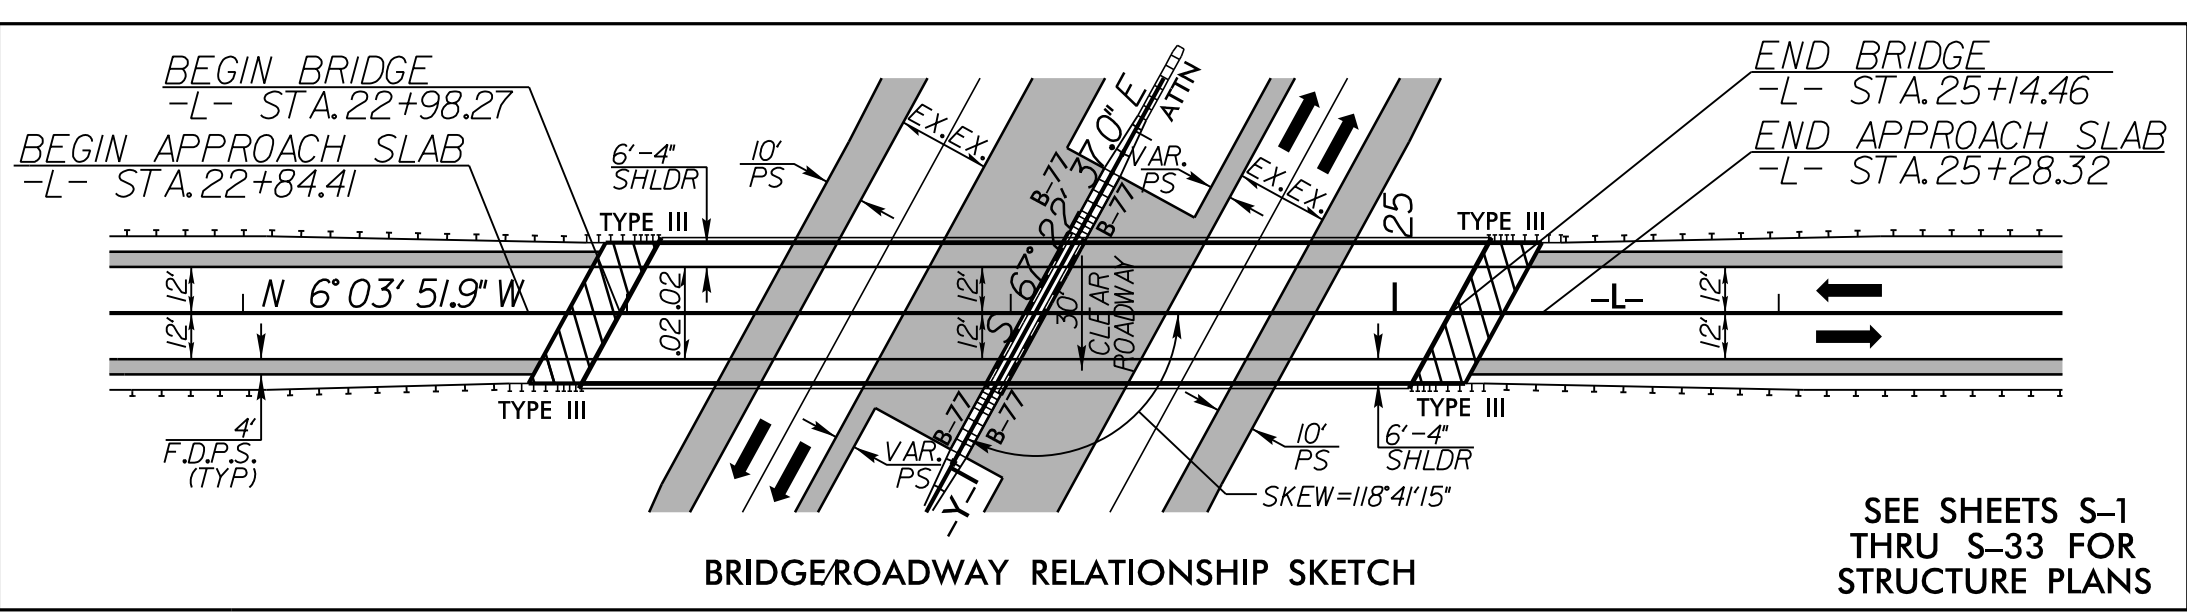 BEGIN BRIDGE
-L- STA. 22+98.27
BEGIN APPROACH SLAB
-L- STA. 22+84.41
6'-4"
SHLDR
10'
PS
EX. EX.
S 67° 22' 37.0" E
ATTN
VAR.
PS
EX. EX.
END BRIDGE
-L- STA. 25+14.46
END APPROACH SLAB
-L- STA. 25+28.32
TYPE III
B-77
B-77
25
TYPE III
12'
12'
N 6° 03' 51.9" W
.02 .02
12'
12'
30'
CLEAR
ROADWAY
-L-
12'
12'
TYPE III
B-77
B-77
TYPE III
4'
F.D.P.S.
(TYP)
VAR.
PS
-Y-
10'
PS
6'-4"
SHLDR
SKEW=118°41'15"
BRIDGE/ROADWAY RELATIONSHIP SKETCH
SEE SHEETS S-1
THRU S-33 FOR
STRUCTURE PLANS